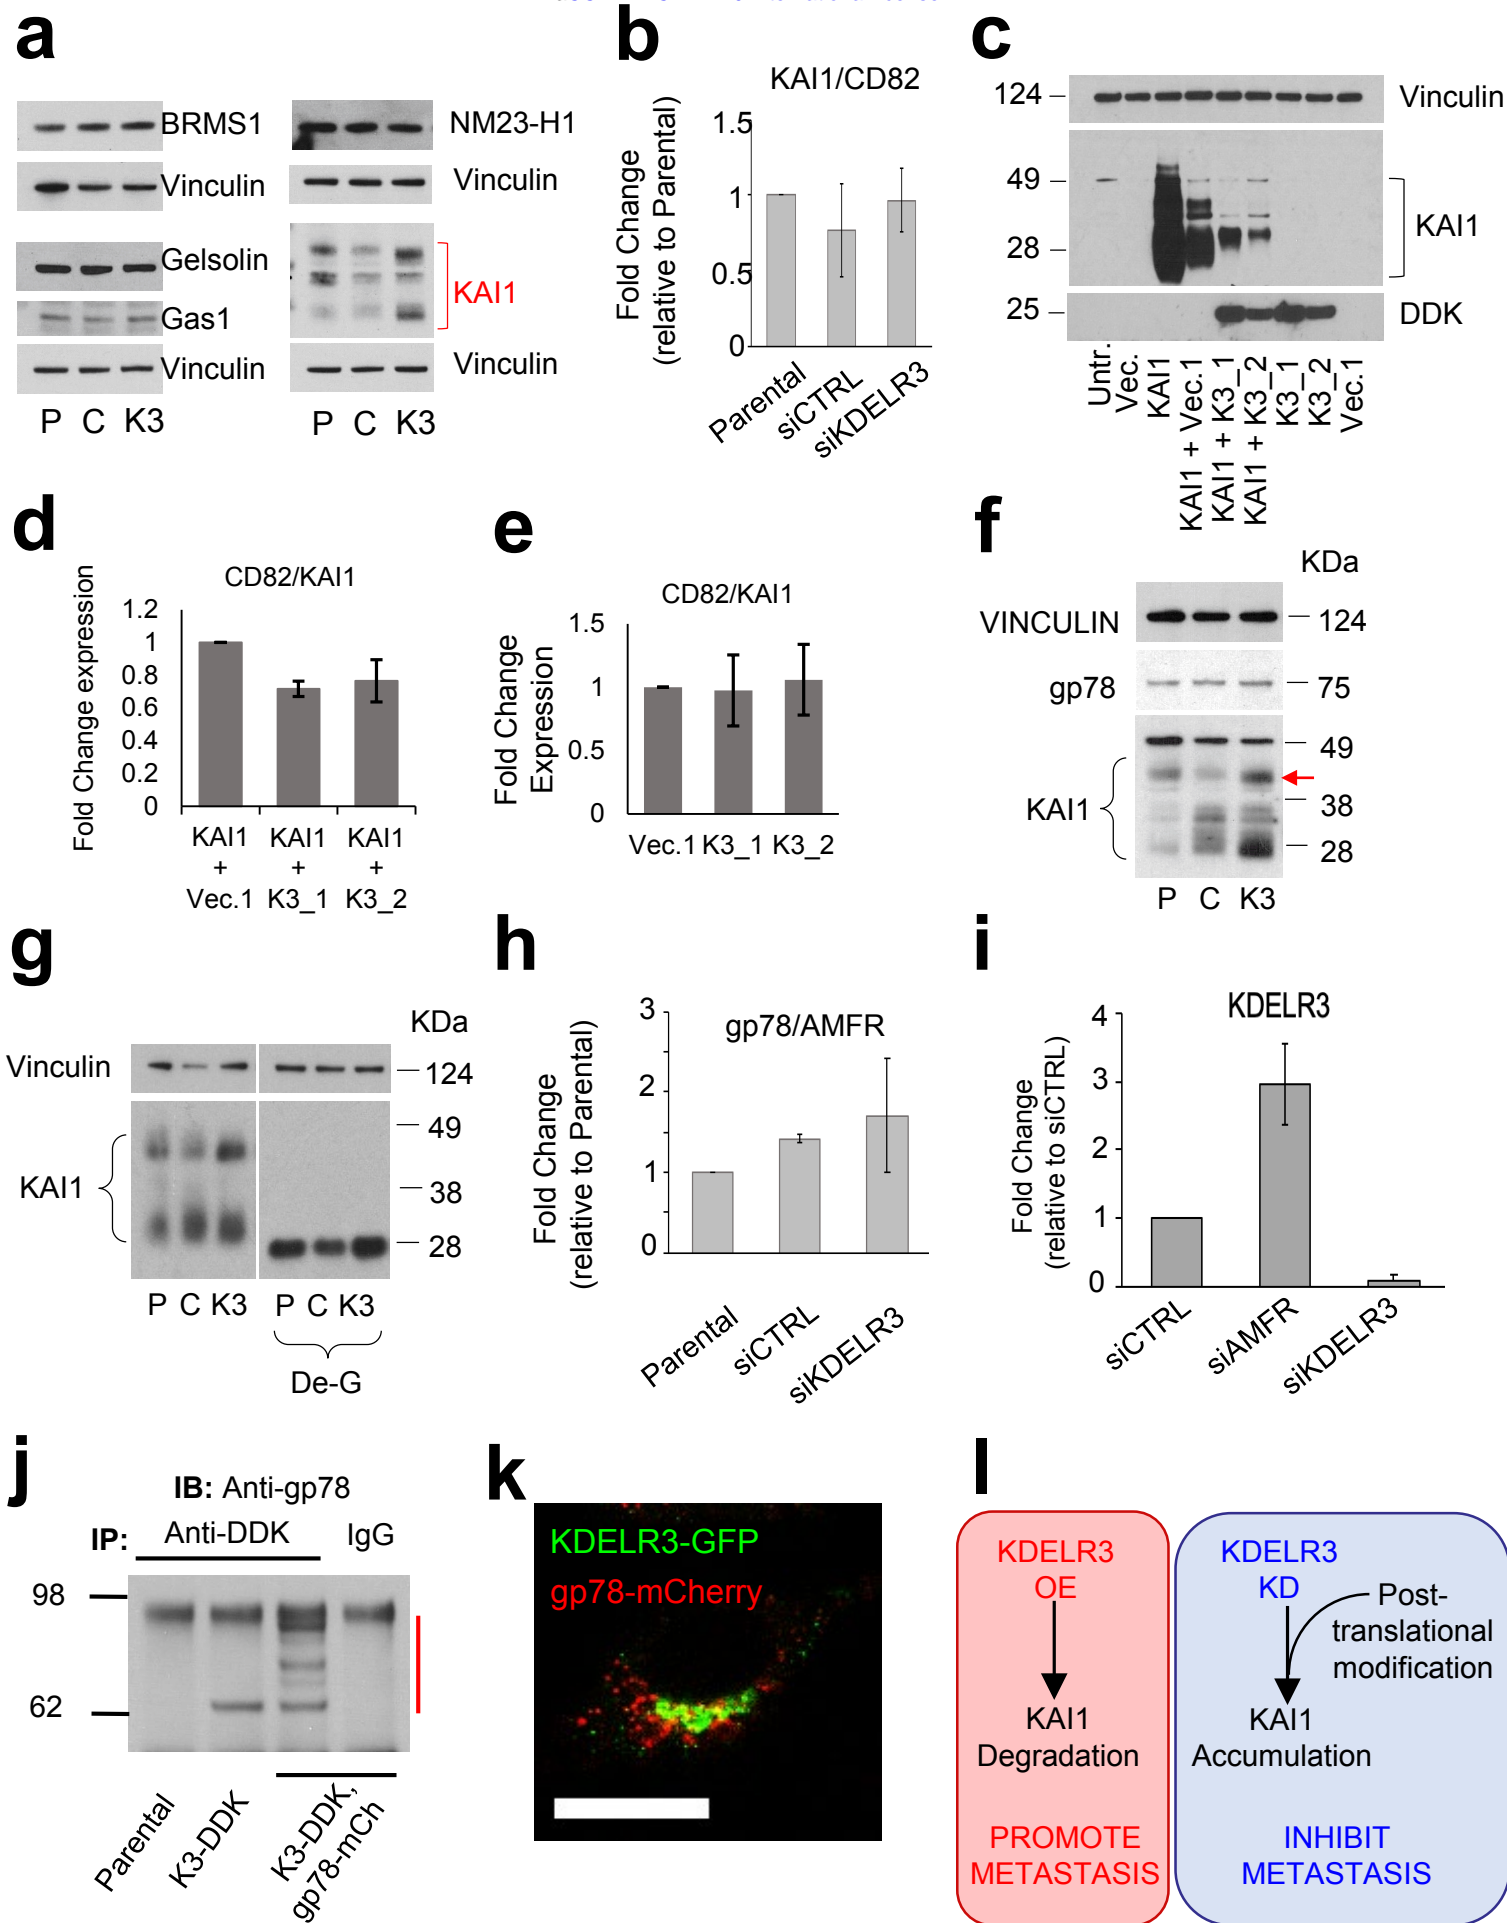 a
BRMS1
Vinculin
Gelsolin
Gas1
Vinculin
P C K3
NM23-H1
Vinculin
KAI1
Vinculin
P C K3
b
KAI1/CD82
Fold Change
(relative to Parental)
1.5
1
0.5
0
Parental
siCTRL
siKDELR3
c
124
Vinculin
49
28
KAI1
25
DDK
Untr.
Vec.
KAI1
KAI1 + Vec.1
KAI1 + K3_1
KAI1 + K3_2
K3_1
K3_2
Vec.1
d
CD82/KAI1
Fold Change expression
1.2
1
0.8
0.6
0.4
0.2
0
KAI1 + Vec.1
KAI1 + K3_1
KAI1 + K3_2
e
CD82/KAI1
Fold Change
Expression
1.5
1
0.5
0
Vec.1 K3_1 K3_2
f
KDa
VINCULIN
124
gp78
75
49
KAI1
38
28
P C K3
g
KDa
Vinculin
124
49
KAI1
38
28
P C K3 P C K3
De-G
h
gp78/AMFR
Fold Change
(relative to Parental)
3
2
1
0
Parental
siCTRL
siKDELR3
i
KDELR3
Fold Change
(relative to siCTRL)
4
3
2
1
0
siCTRL
siAMFR
siKDELR3
j
IB: Anti-gp78
IP: Anti-DDK IgG
98
62
Parental
K3-DDK
K3-DDK,
gp78-mCh
k
KDELR3-GFP
gp78-mCherry
l
KDELR3
OE
KAI1
Degradation
PROMOTE
METASTASIS
KDELR3
KD
Post-
translational
modification
KAI1
Accumulation
INHIBIT
METASTASIS